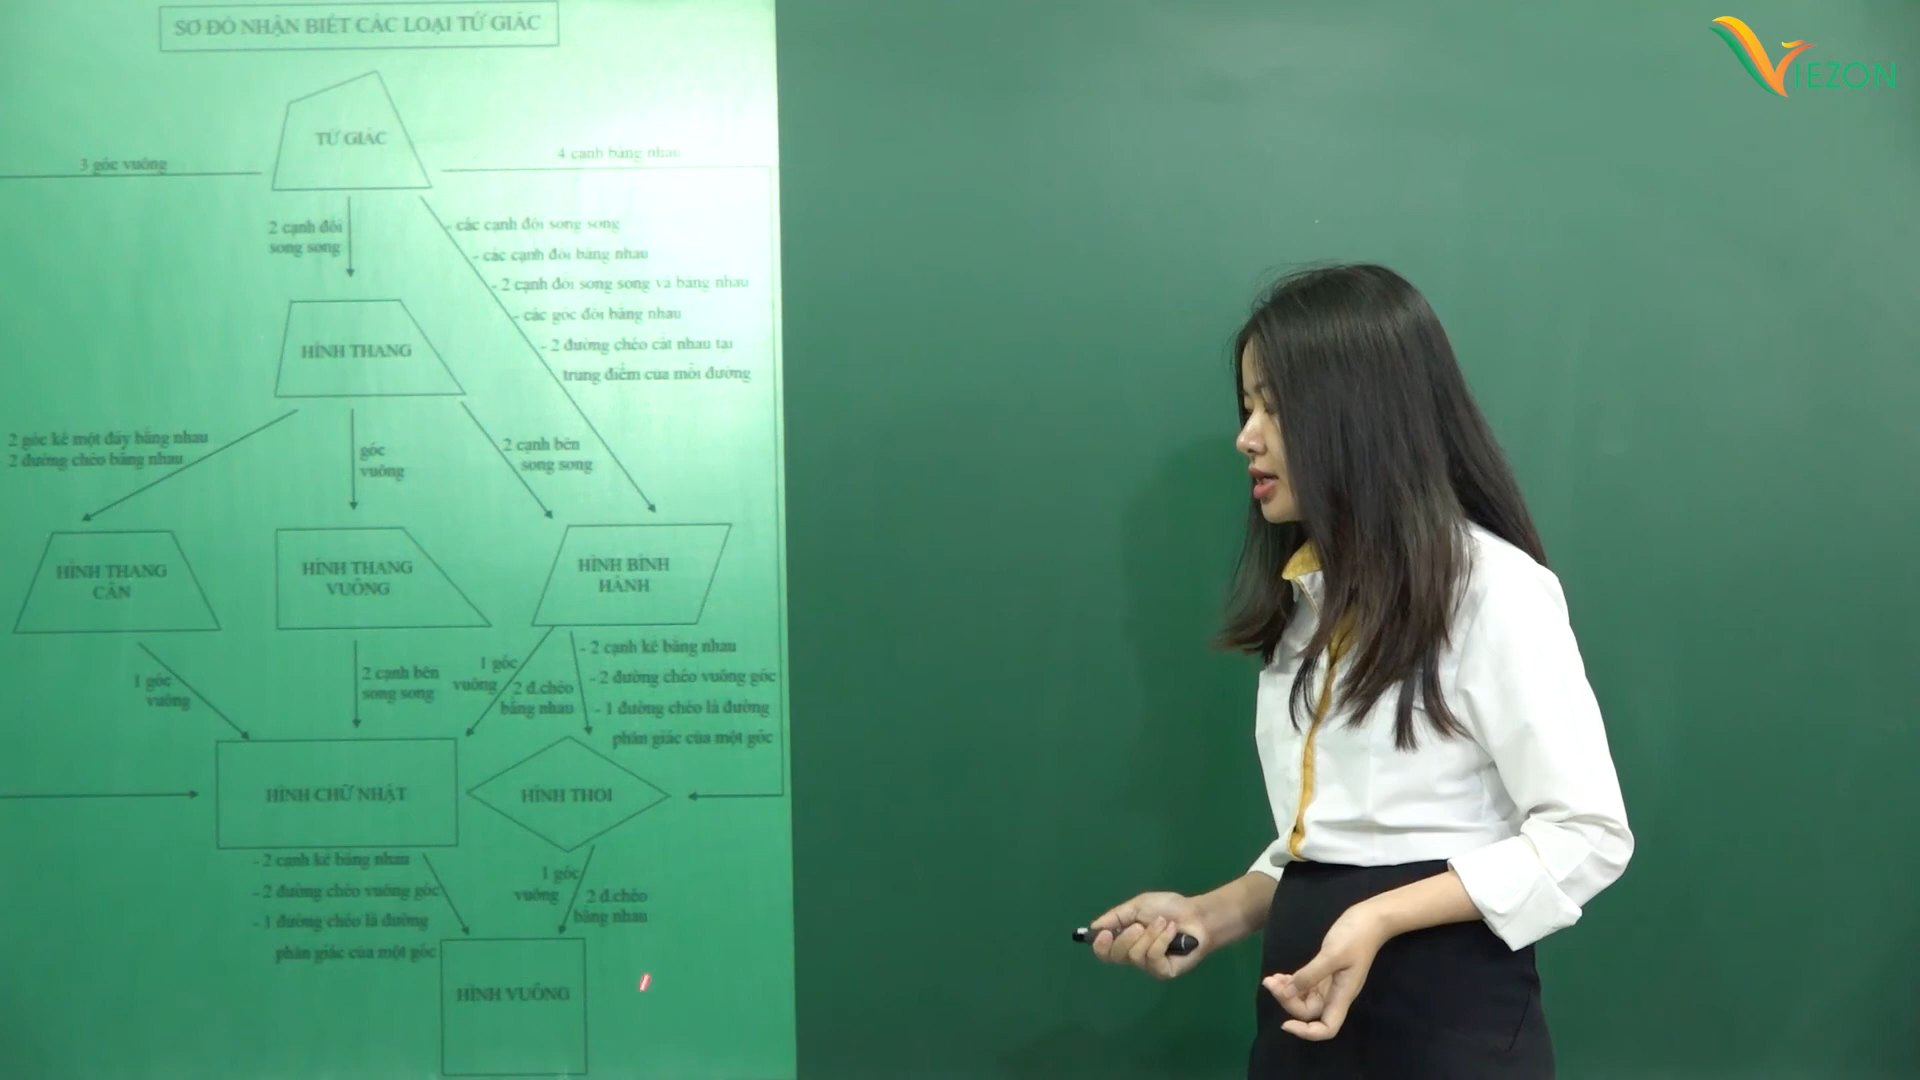 SƠ ĐỒ NHẬN BIẾT CÁC LOẠI TỨ GIÁC
VIEZON
TỨ GIÁC
3 góc vuông
4 cạnh bằng nhau
2 cạnh đối
song song
- các cạnh đối song song
- các cạnh đối bằng nhau
- 2 cạnh đối song song và bằng nhau
- các góc đối bằng nhau
- 2 đường chéo cắt nhau tại
trung điểm của mỗi đường
HÌNH THANG
2 góc kề một đáy bằng nhau
2 đường chéo bằng nhau
góc
vuông
2 cạnh bên
song song
HÌNH THANG
CÂN
HÌNH THANG
VUÔNG
HÌNH BÌNH
HÀNH
1 góc
vuông
2 cạnh bên
song song
1 góc
vuông
2 đ.chéo
bằng nhau
- 2 cạnh kề bằng nhau
- 2 đường chéo vuông góc
- 1 đường chéo là đường
phân giác của một góc
HÌNH CHỮ NHẬT
HÌNH THOI
- 2 cạnh kề bằng nhau
- 2 đường chéo vuông góc
- 1 đường chéo là đường
phân giác của một góc
1 góc
vuông
2 đ.chéo
bằng nhau
HÌNH VUÔNG